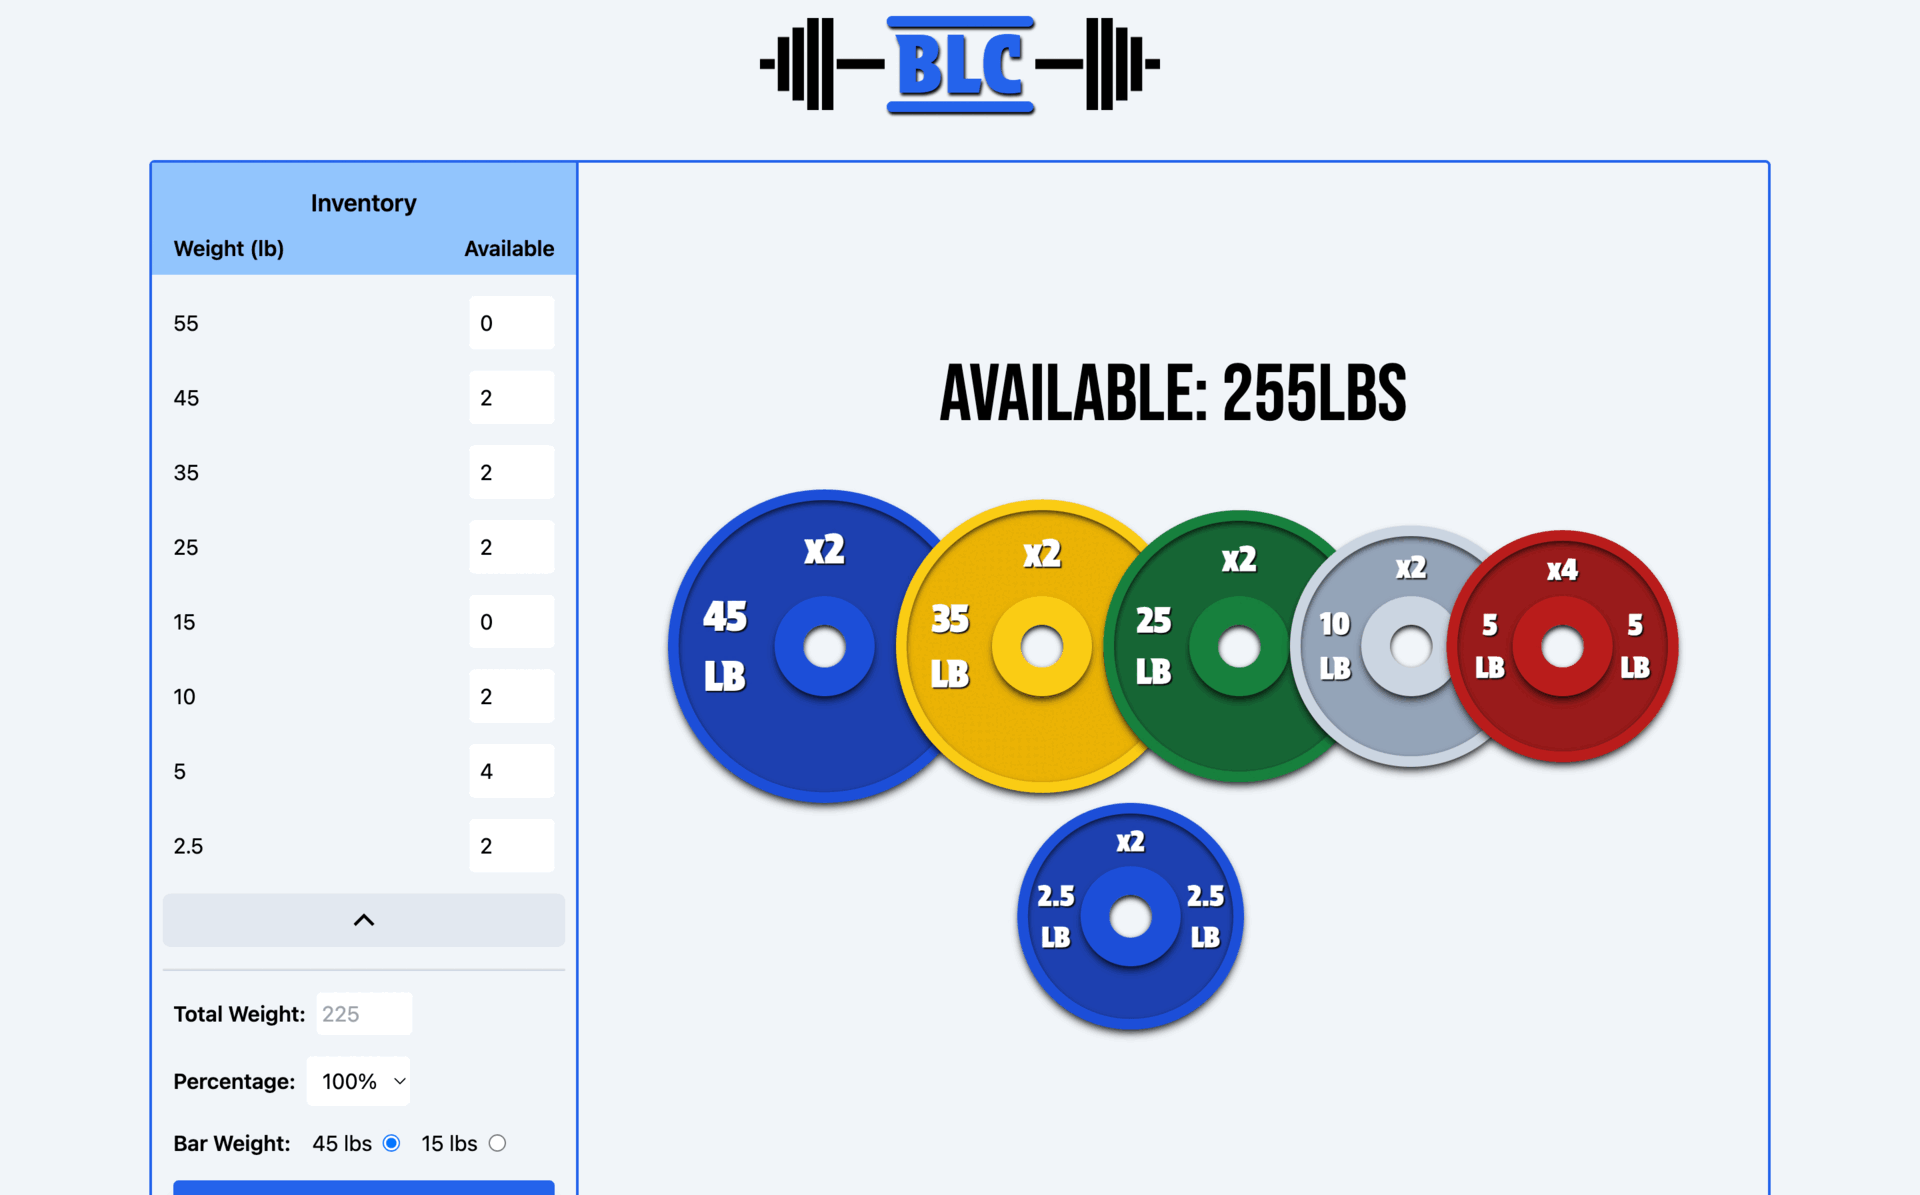 BLC
Inventory
Weight (lb) Available
55 0
45 2
35 2
25 2
15 0
10 2
5 4
2.5 2
Total Weight: 225
Percentage: 100%
Bar Weight: 45 lbs 15 lbs
AVAILABLE: 255LBS
x2
45
LB
x2
35
LB
x2
25
LB
x2
10
LB
x4
5 5
LB LB
x2
2.5 2.5
LB LB